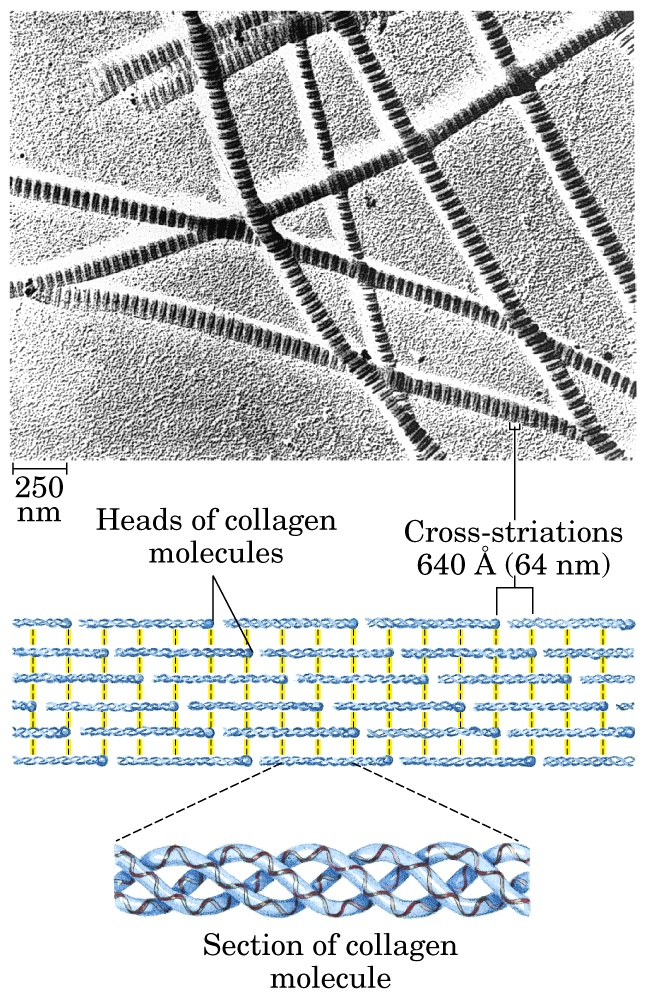 250
nm
Heads of collagen
molecules
Cross-striations
640 Å (64 nm)
Section of collagen
molecule